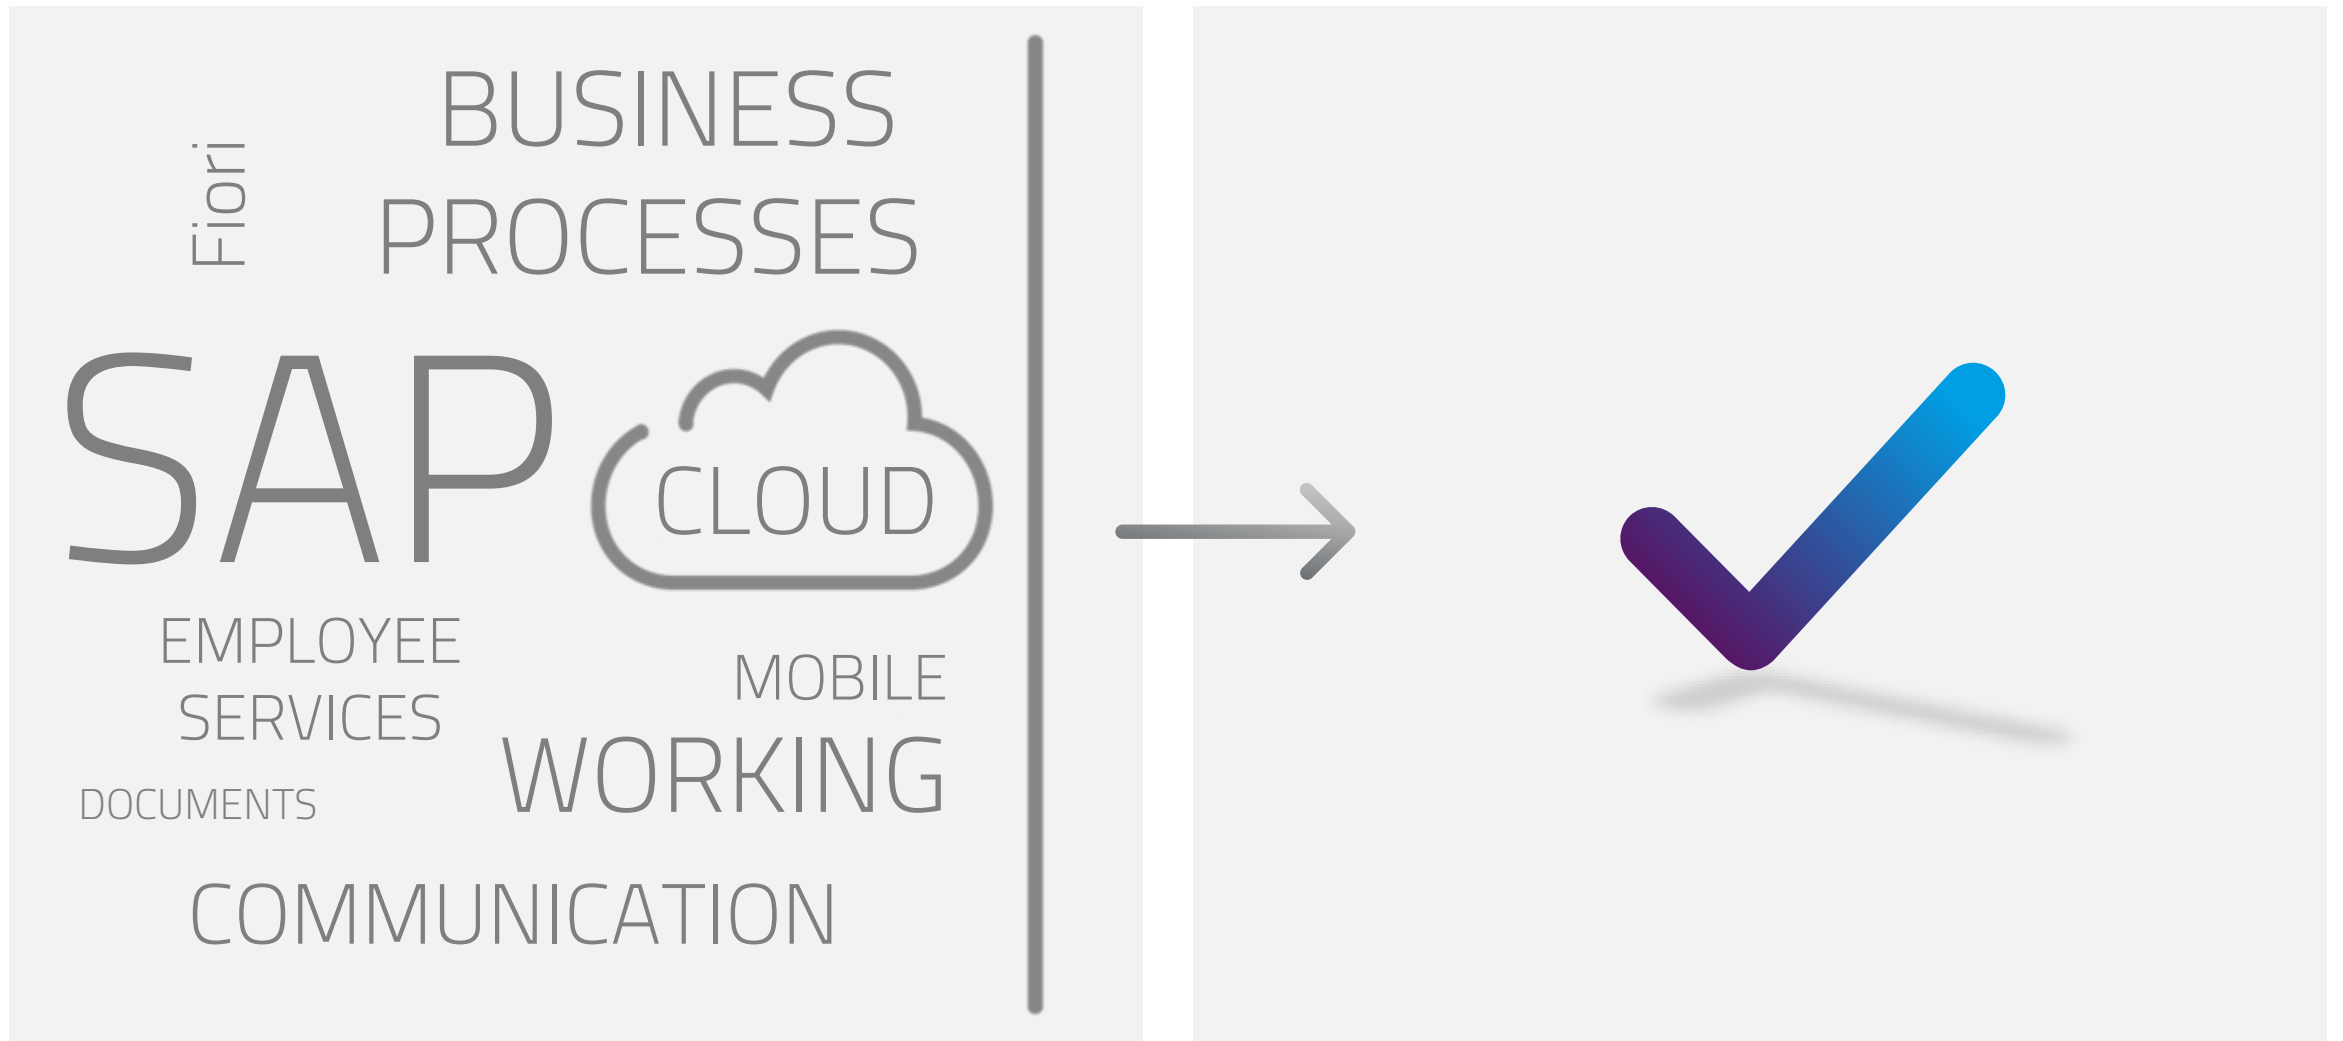 Fiori
BUSINESS
PROCESSES
SAP
CLOUD
EMPLOYEE
SERVICES
MOBILE
WORKING
DOCUMENTS
COMMUNICATION